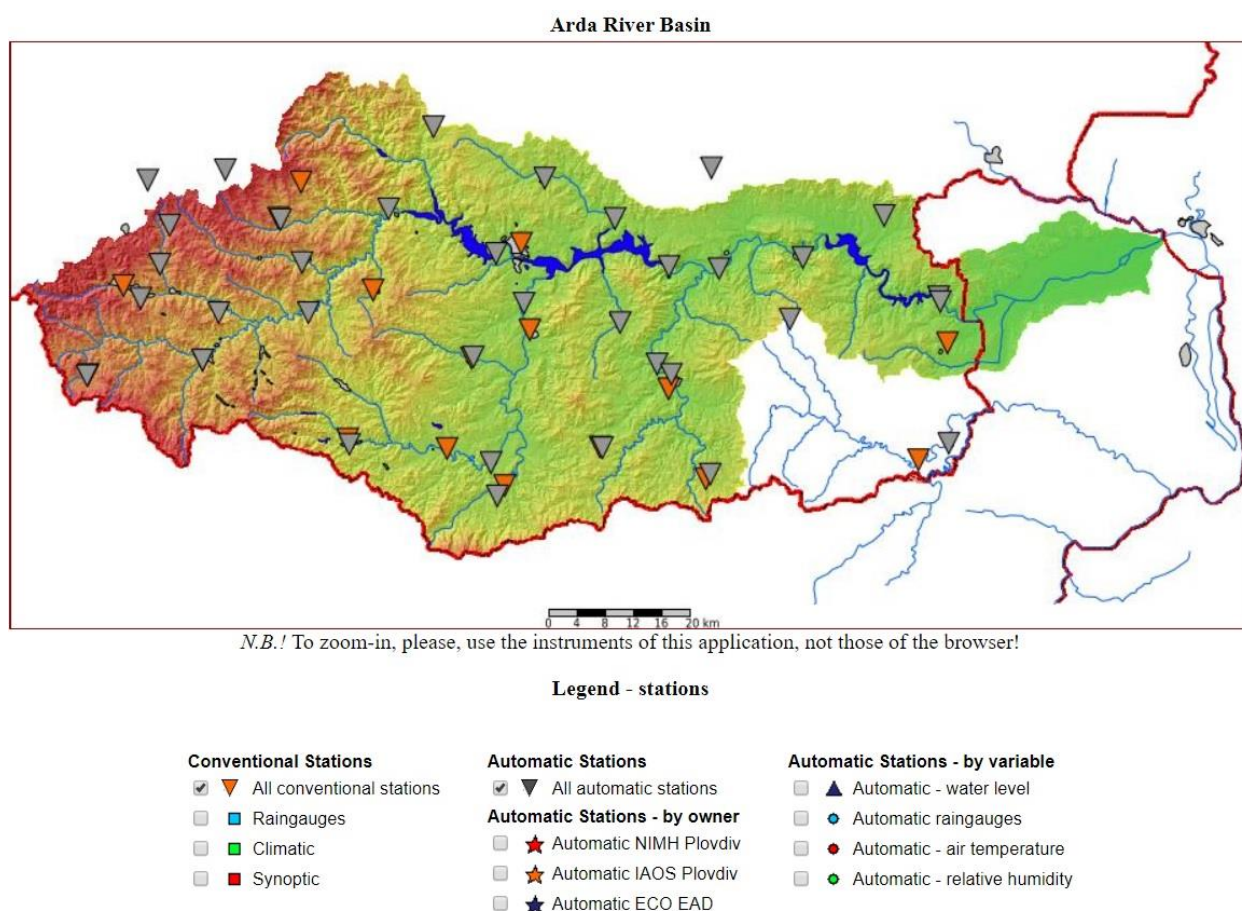 Arda River Basin
0 4 8 12 16 20 km
N.B.! To zoom-in, please, use the instruments of this application, not those of the browser!
Legend - stations
Conventional Stations
All conventional stations
Raingauges
Climatic
Synoptic
Automatic Stations
All automatic stations
Automatic Stations - by owner
Automatic NIMH Plovdiv
Automatic IAOS Plovdiv
Automatic ECO EAD
Automatic Stations - by variable
Automatic - water level
Automatic raingauges
Automatic - air temperature
Automatic - relative humidity